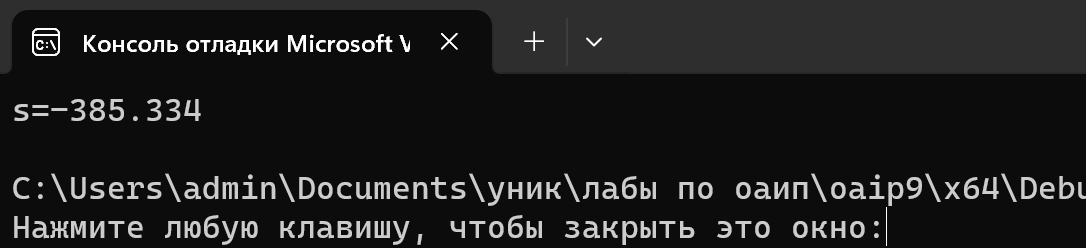 Консоль отладки Microsoft V
s=-385.334
C:\Users\admin\Documents\уник\лабы по оаип\oaip9\x64\Debu
Нажмите любую клавишу, чтобы закрыть это окно: